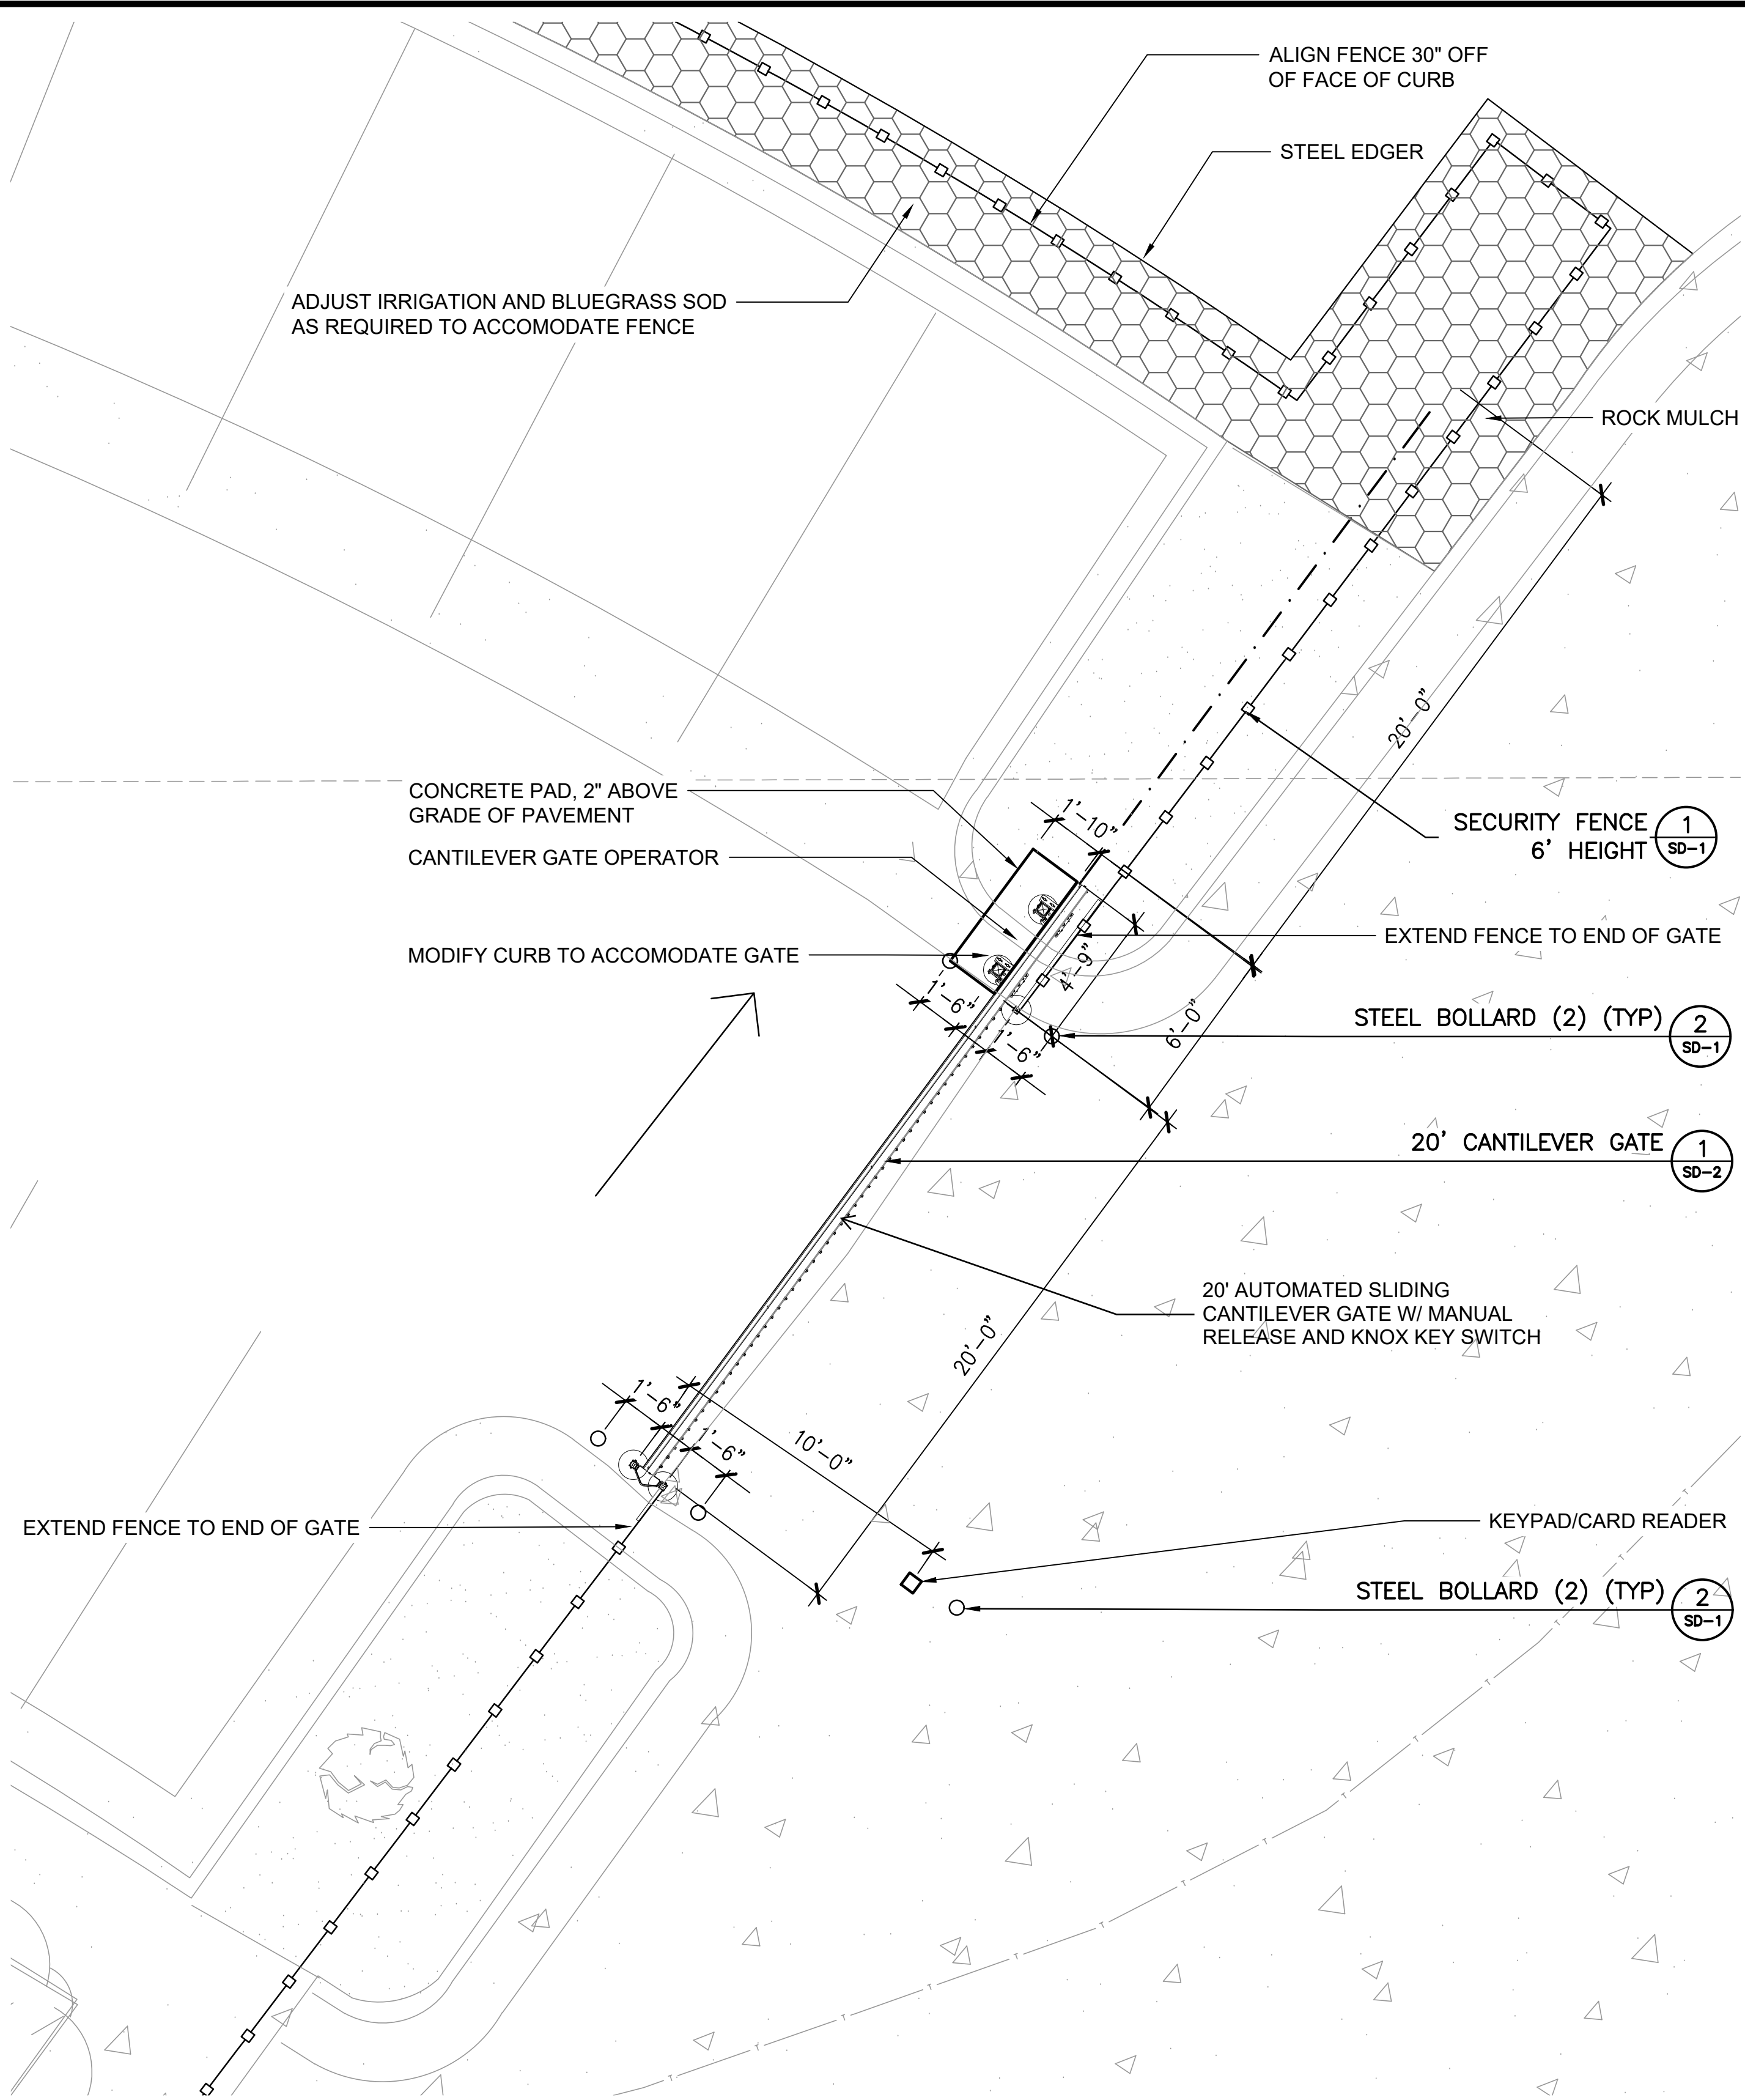 ALIGN FENCE 30" OFF
OF FACE OF CURB
STEEL EDGER
ADJUST IRRIGATION AND BLUEGRASS SOD
AS REQUIRED TO ACCOMODATE FENCE
ROCK MULCH
20'-0"
CONCRETE PAD, 2" ABOVE
GRADE OF PAVEMENT
1'-10"
SECURITY FENCE
6' HEIGHT
1
SD-1
CANTILEVER GATE OPERATOR
EXTEND FENCE TO END OF GATE
MODIFY CURB TO ACCOMODATE GATE
4'-9"
1'-6"
1'-6"
6'-0"
STEEL BOLLARD (2) (TYP)
2
SD-1
20' CANTILEVER GATE
1
SD-2
20' AUTOMATED SLIDING
CANTILEVER GATE W/ MANUAL
RELEASE AND KNOX KEY SWITCH
20'-0"
1'-6"
1'-6"
10'-0"
EXTEND FENCE TO END OF GATE
KEYPAD/CARD READER
STEEL BOLLARD (2) (TYP)
2
SD-1
T
T
T
T
T
T
T
T
T
T